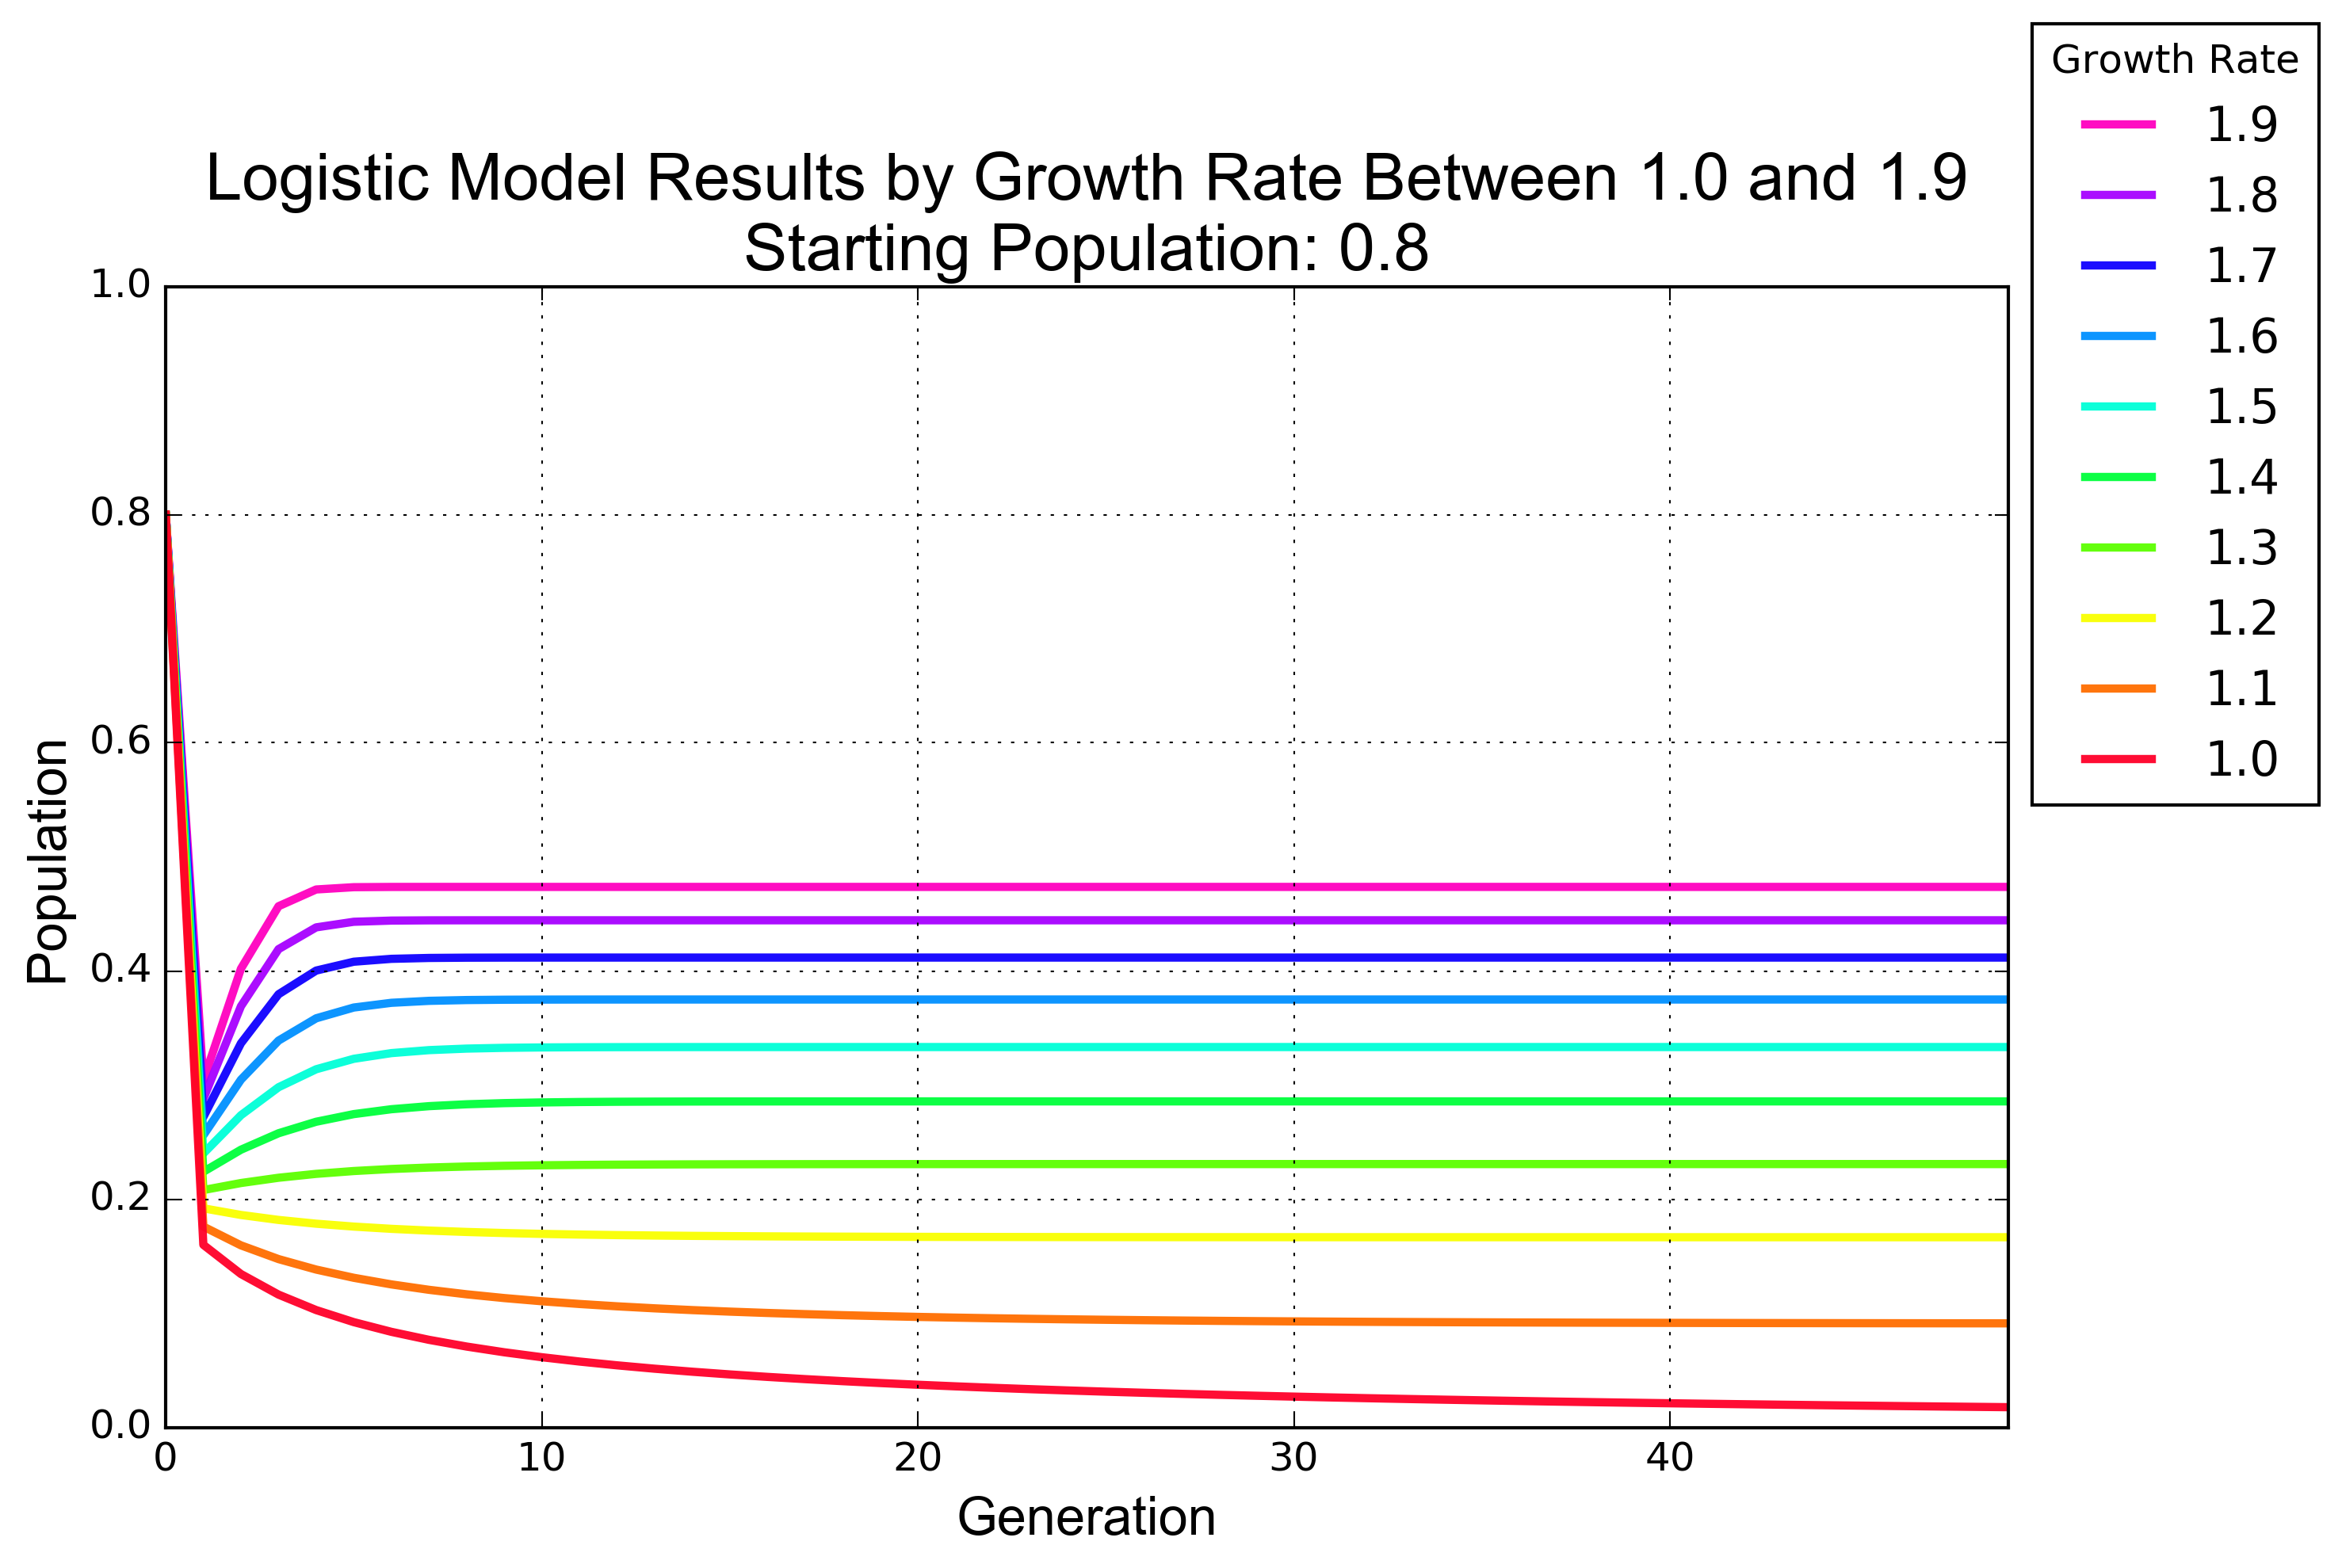 Growth Rate
1.9
1.8
1.7
1.6
1.5
1.4
1.3
1.2
1.1
1.0
Logistic Model Results by Growth Rate Between 1.0 and 1.9
Starting Population: 0.8
Population
1.0
0.8
0.6
0.4
0.2
0.0
0 10 20 30 40
Generation